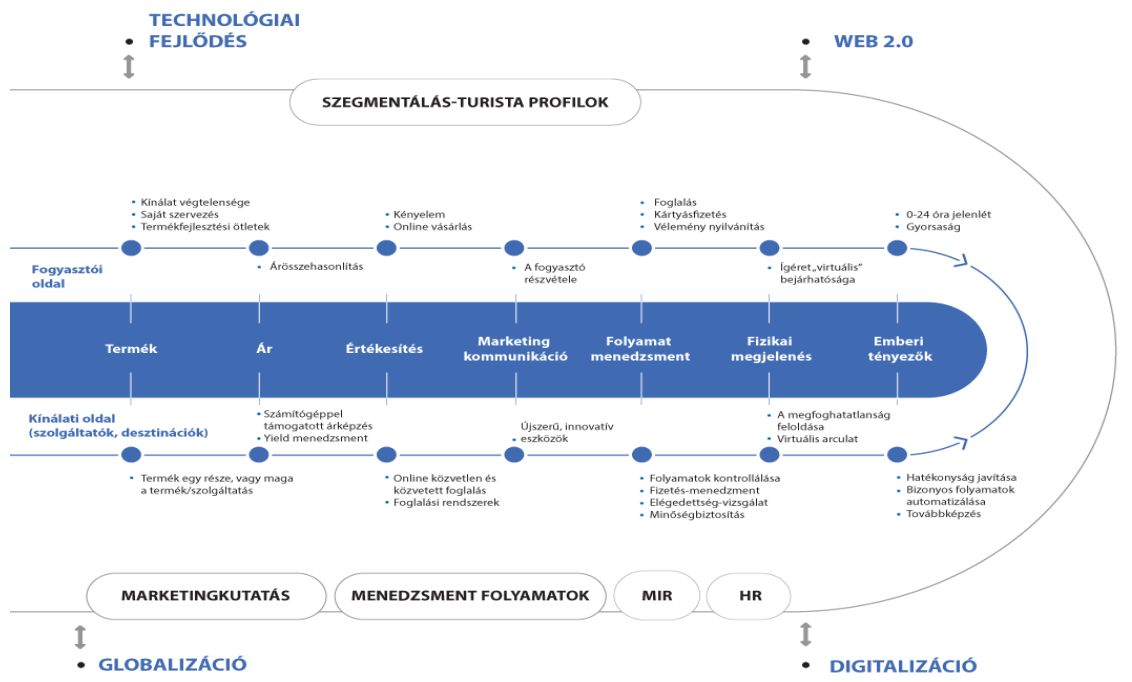 TECHNOLÓGIAI
FEJLŐDÉS
WEB 2.0
SZEGMENTÁLÁS-TURISTA PROFILOK
• Kínálat végtelensége
• Saját szervezés
• Termékfejlesztési ötletek
• Kényelem
• Online vásárlás
• Foglalás
• Kártyásfizetés
• Vélemény nyilvánítás
• 0-24 óra jelenlét
• Gyorsaság
Fogyasztói
oldal
• Árösszehasonlítás
• A fogyasztó
részvétele
• Ígéret „virtuális”
bejárhatósága
Termék
Ár
Értékesítés
Marketing
kommunikáció
Folyamat
menedzsment
Fizikai
megjelenés
Emberi
tényezők
Kínálati oldal
(szolgáltatók, desztinációk)
• Számítógéppel
támogatott árképzés
• Yield menedzsment
• Újszerű, innovatív
eszközök
• A megfoghatatlanság
feloldása
• Virtuális arculat
• Termék egy része, vagy maga
a termék/szolgáltatás
• Online közvetlen és
közvetett foglalás
• Foglalási rendszerek
• Folyamatok kontrollálása
• Fizetés-menedzment
• Elégedettség-vizsgálat
• Minőségbiztosítás
• Hatékonyság javítása
• Bizonyos folyamatok
automatizálása
• Továbbképzés
MARKETINGKUTATÁS
MENEDZSMENT FOLYAMATOK
MIR
HR
GLOBALIZÁCIÓ
DIGITALIZÁCIÓ